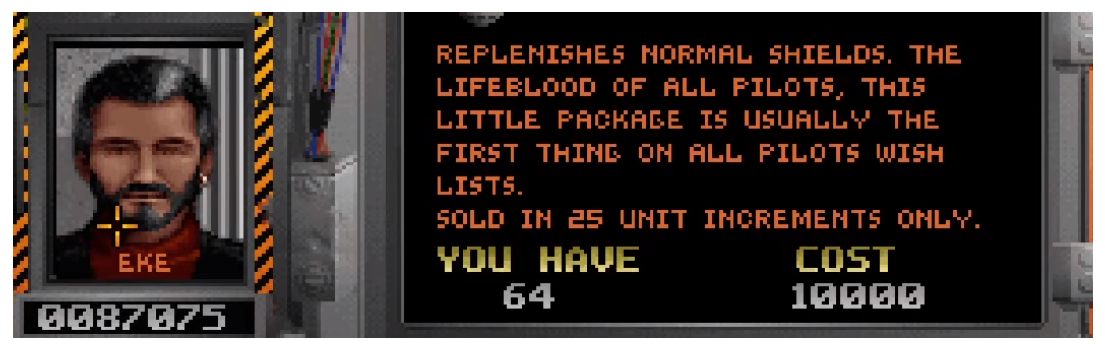 EKE
0087075
REPLENISHES NORMAL SHIELDS. THE
LIFEBLOOD OF ALL PILOTS, THIS
LITTLE PACKAGE IS USUALLY THE
FIRST THING ON ALL PILOTS WISH
LISTS.
SOLD IN 25 UNIT INCREMENTS ONLY.
YOU HAVE COST
64 10000